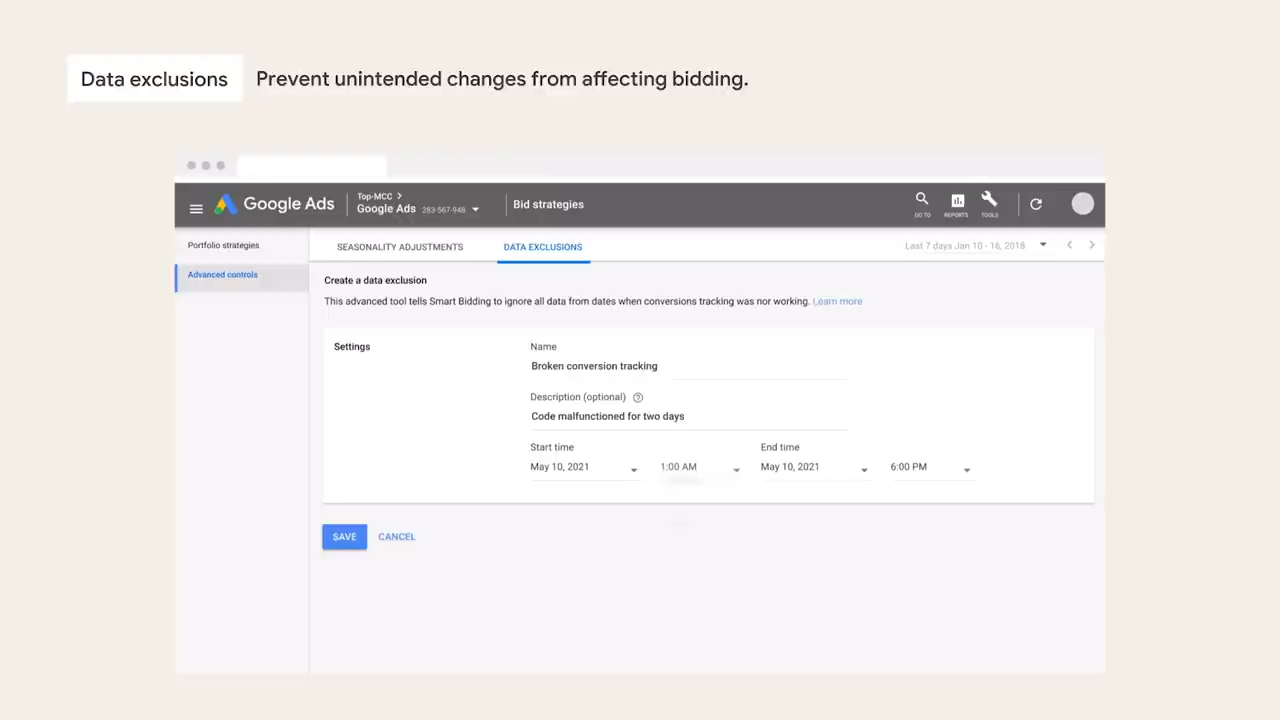 Data exclusions Prevent unintended changes from affecting bidding.
Google Ads
Top-MCC >
Google Ads 283-567-948
Bid strategies
GO TO
REPORTS
TOOLS
Portfolio strategies
Advanced controls
SEASONALITY ADJUSTMENTS
DATA EXCLUSIONS
Last 7 days Jan 10 - 16, 2018
Create a data exclusion
This advanced tool tells Smart Bidding to ignore all data from dates when conversions tracking was nor working. Learn more
Settings
Name
Broken conversion tracking
Description (optional)
Code malfunctioned for two days
Start time
End time
May 10, 2021 1:00 AM May 10, 2021 6:00 PM
SAVE CANCEL